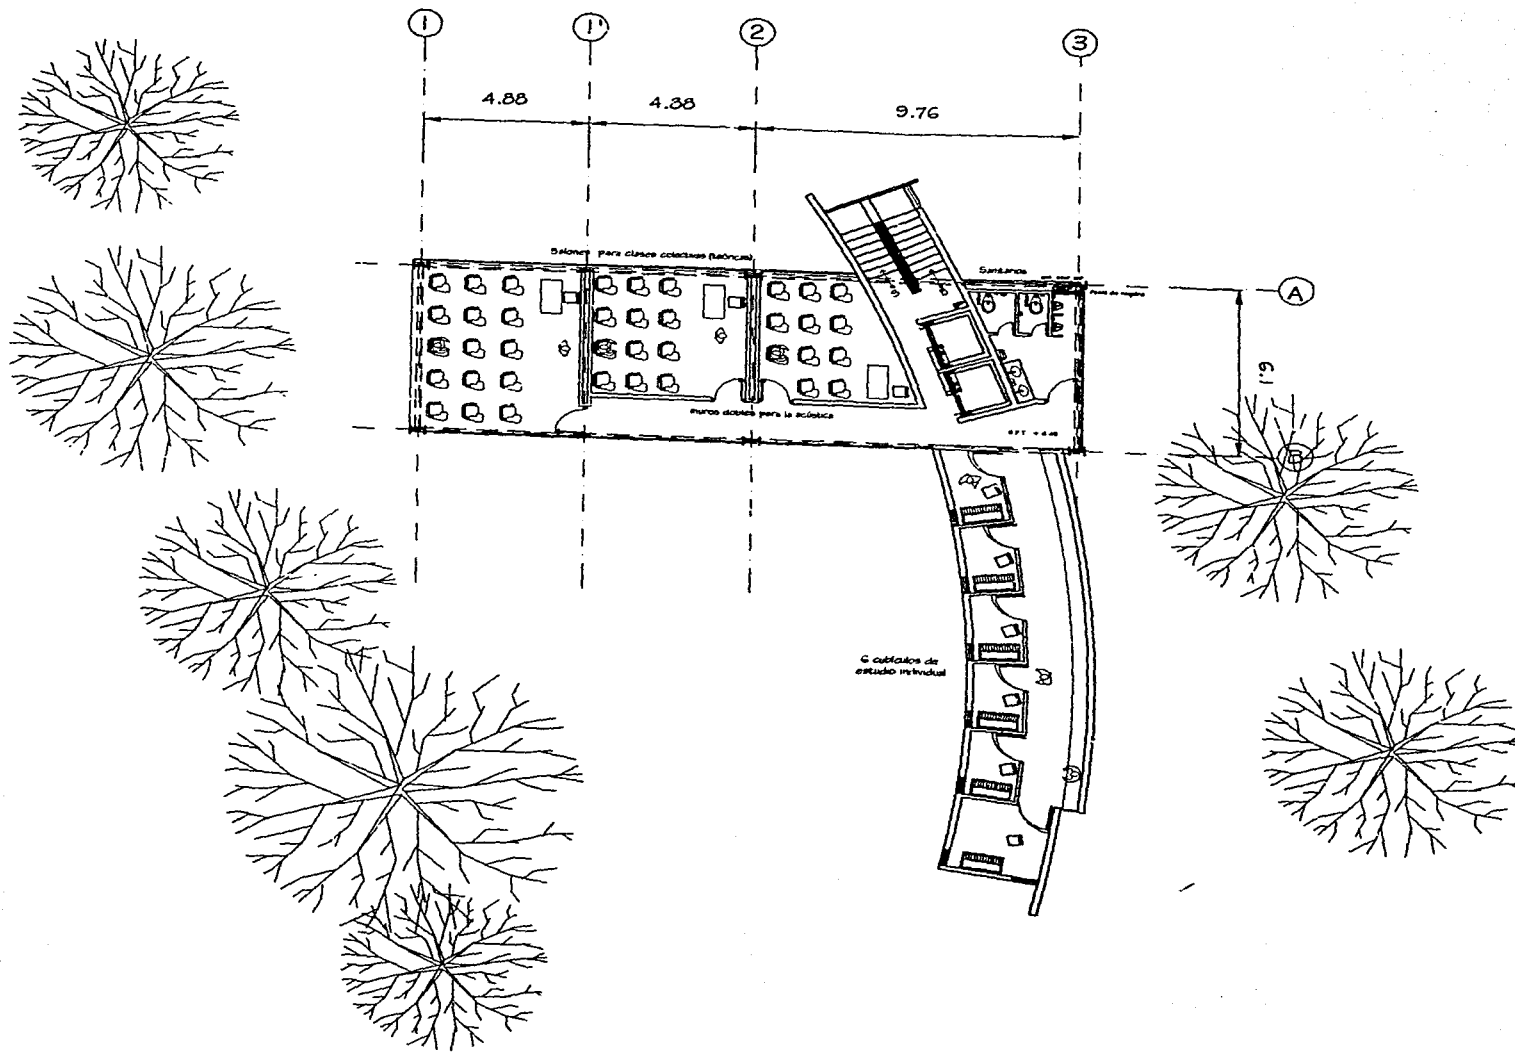 1
1'
2
3
4.88
4.38
9.76
Salones para clases colectivas (teóricas)
Sanitarios
A
6.1
muros dobles para la acústica
B
6 cubículos de
estudio individual